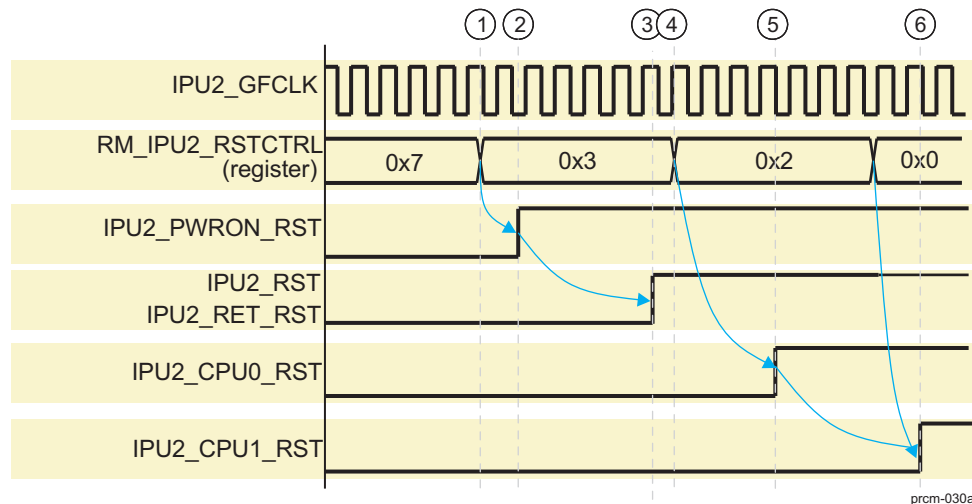 1 2 3 4 5 6
IPU2_GFCLK
RM_IPU2_RSTCTRL
(register)
0x7 0x3 0x2 0x0
IPU2_PWRON_RST
IPU2_RST
IPU2_RET_RST
IPU2_CPU0_RST
IPU2_CPU1_RST
prcm-030a